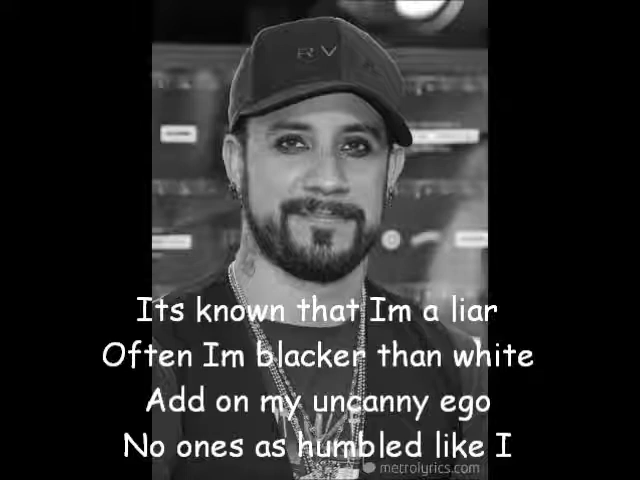 RV
Its known that Im a liar
Often Im blacker than white
Add on my uncanny ego
No ones as humbled like I
metrolyrics.com